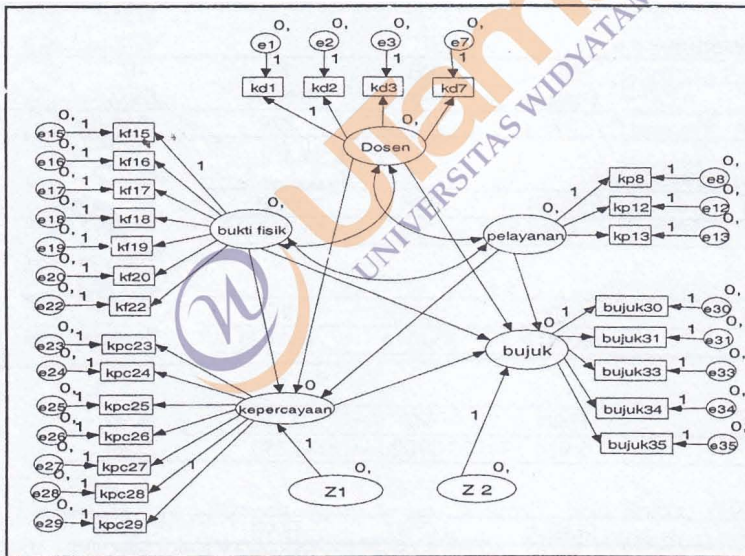 0, 0, 0, 0,
e1 e2 e3 e7
1 1 1 1
kd1 kd2 kd3 kd7
1
0,
Dosen
0,
e15 1 kf15
0,
e16 1 kf16
1
0,
e17 1 kf17
0,
e18 1 kf18
0,
e19 1 kf19
0,
e20 1 kf20
0,
e22 1 kf22
0,
bukti fisik
0,
pelayanan
1
kp8 1 0, e8
kp12 1 0, e12
kp13 1 0, e13
0,
e23 1 kpc23
0,
e24 1 kpc24
0,
e25 1 kpc25
0,
e26 1 kpc26
0,
e27 1 kpc27
0,
e28 1 kpc28
1
0,
e29 1 kpc29
0
kepercayaan
0
bujuk
1
bujuk30 1 0, e30
bujuk31 1 0, e31
bujuk33 1 0, e33
bujuk34 1 0, e34
bujuk35 1 0, e35
1
0,
Z1
1
0,
Z 2
UTama
UNIVERSITAS WIDYATAM